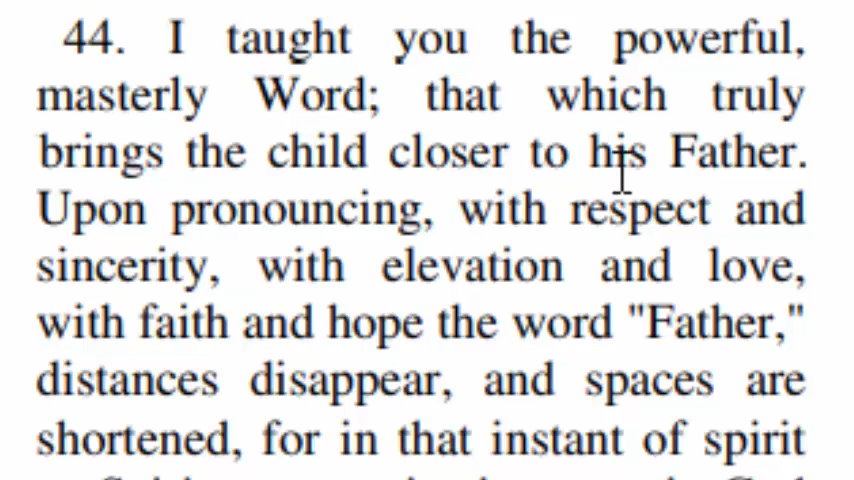 44. I taught you the powerful,
masterly Word; that which truly
brings the child closer to his Father.
Upon pronouncing, with respect and
sincerity, with elevation and love,
with faith and hope the word "Father,"
distances disappear, and spaces are
shortened, for in that instant of spirit